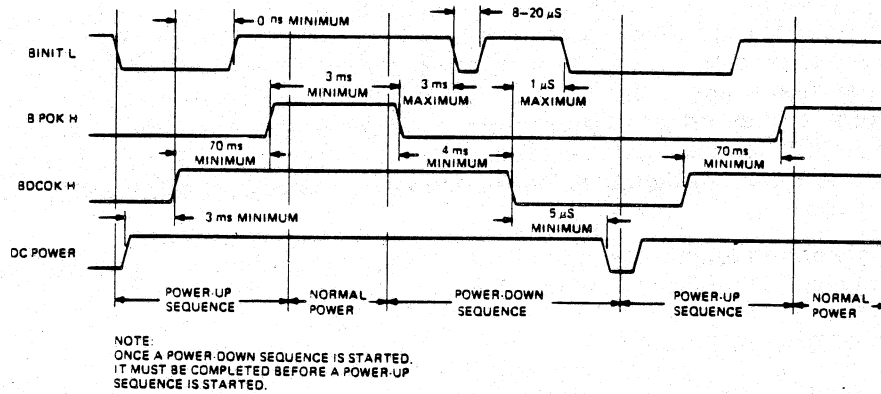 0 ns MINIMUM
8–20 µS
BINIT L
3 ms
MINIMUM
3 ms
MAXIMUM
1 µS
MAXIMUM
B POK H
70 ms
MINIMUM
4 ms
MINIMUM
70 ms
MINIMUM
BDCOK H
3 ms MINIMUM
5 µS
MINIMUM
DC POWER
POWER-UP
SEQUENCE
NORMAL
POWER
POWER-DOWN
SEQUENCE
POWER-UP
SEQUENCE
NORMAL
POWER
NOTE:
ONCE A POWER-DOWN SEQUENCE IS STARTED,
IT MUST BE COMPLETED BEFORE A POWER-UP
SEQUENCE IS STARTED.